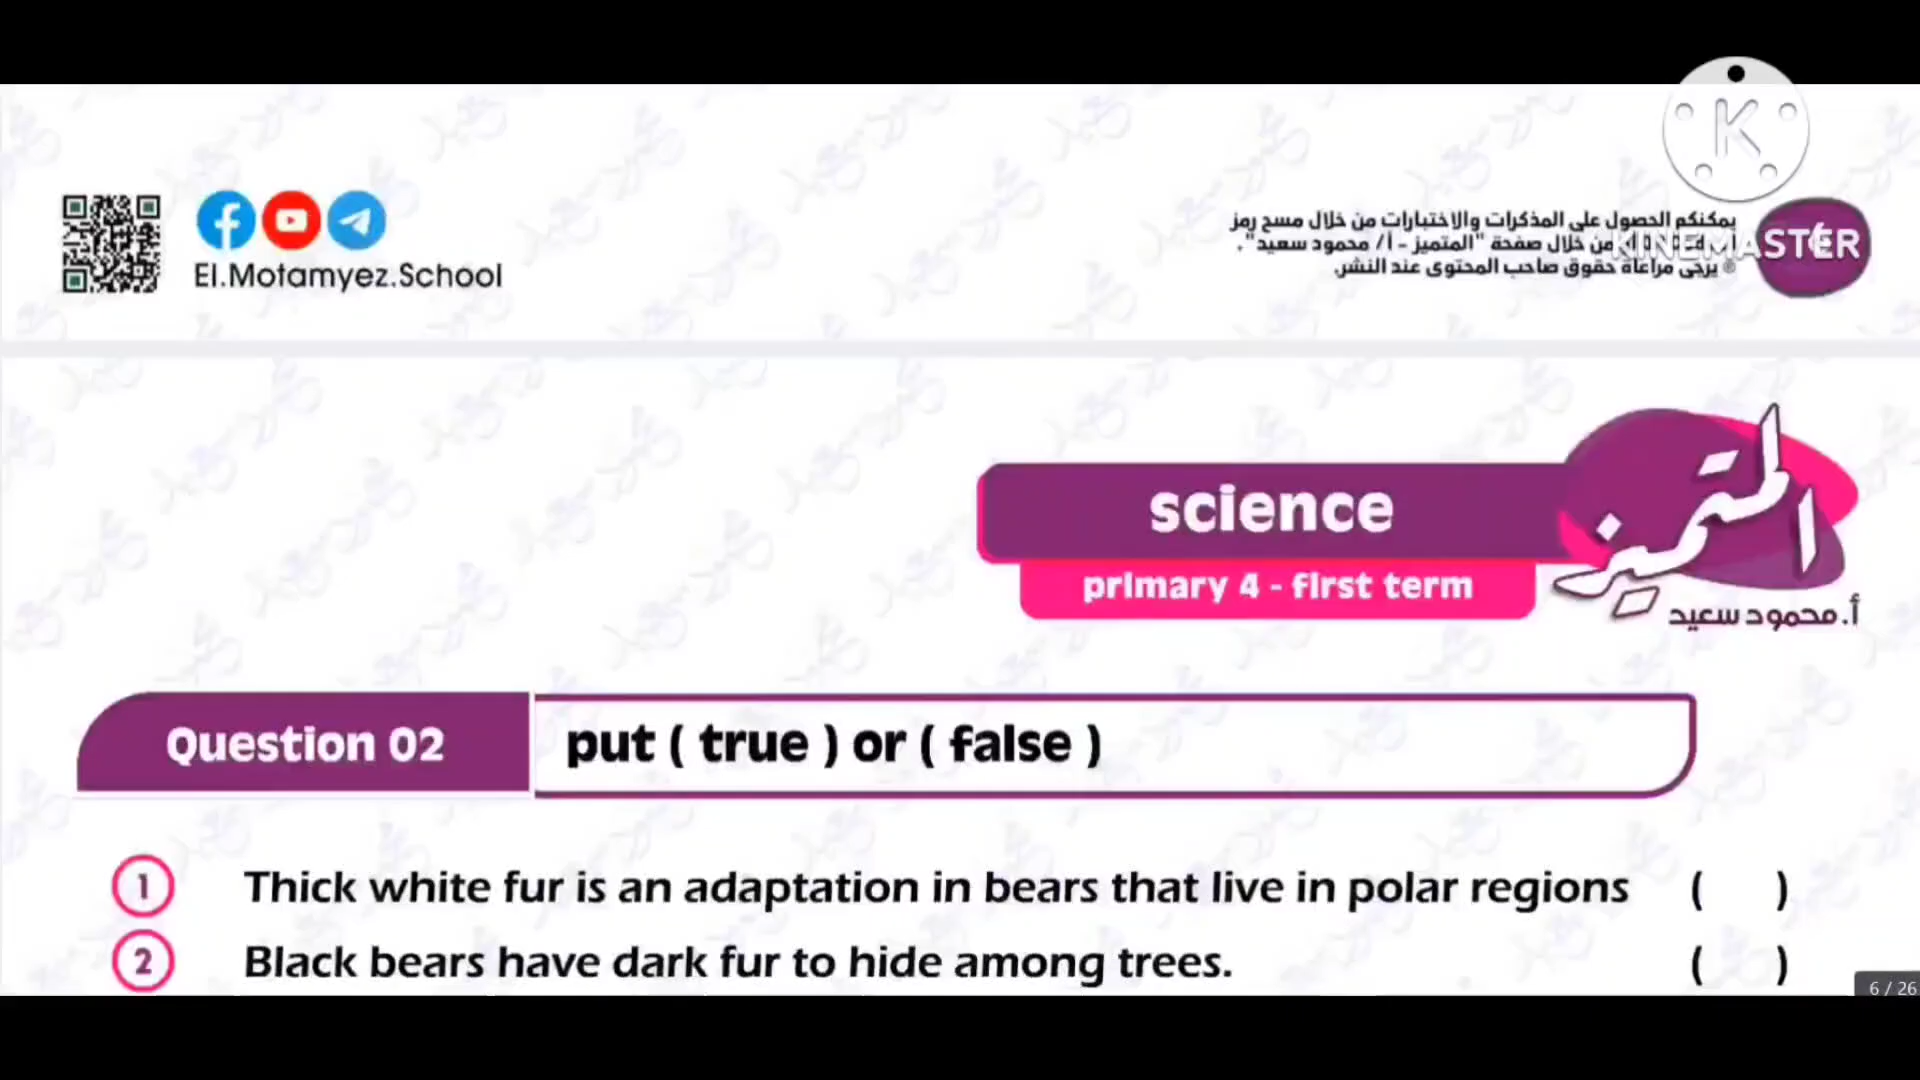 يمكنكم الحصول على المذكرات والاختبارات من خلال مسح رمز
من خلال صفحة "المتميز - أ/ محمود سعيد".
يرجى مراعاة حقوق صاحب المحتوى عند النشر.
K
KINEMASTER
El.Motamyez.School
science
primary 4 - first term
المتميز
أ. محمود سعيد
Question 02 put ( true ) or ( false )
1 Thick white fur is an adaptation in bears that live in polar regions ( )
2 Black bears have dark fur to hide among trees. ( )
6 / 26